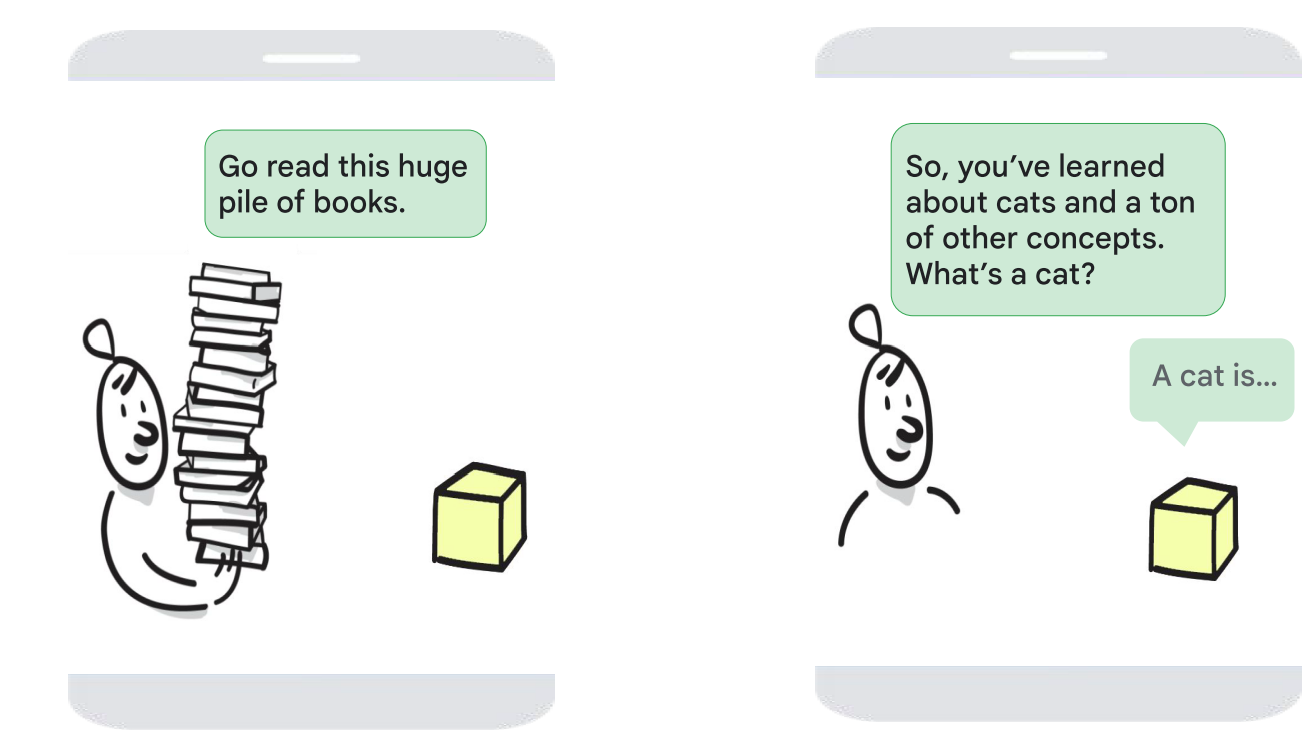 Go read this huge
pile of books.
So, you’ve learned
about cats and a ton
of other concepts.
What’s a cat?
A cat is...